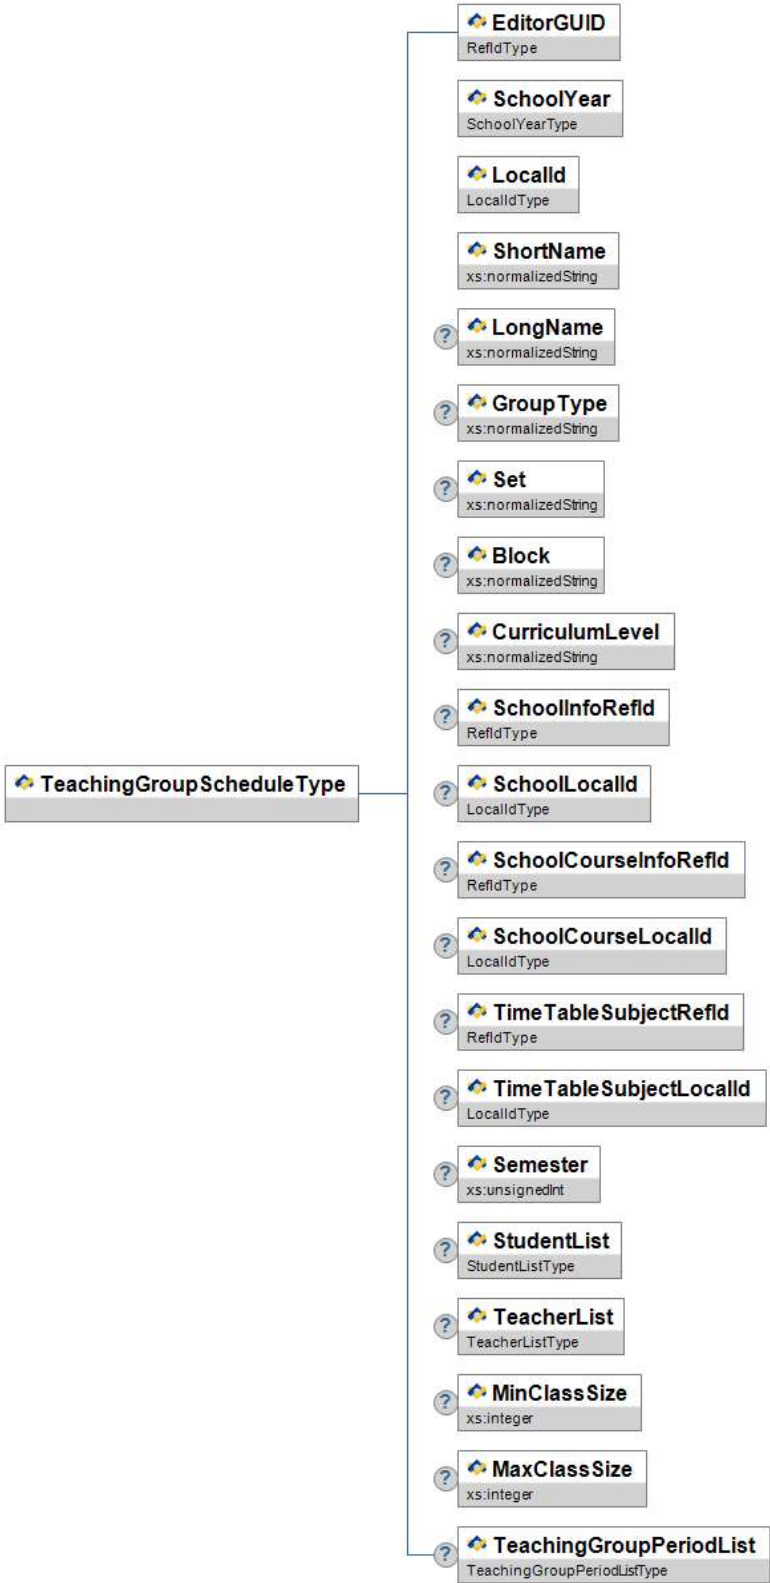 EditorGUID
RefIdType
SchoolYear
SchoolYearType
LocalId
LocalIdType
ShortName
xs:normalizedString
?
LongName
xs:normalizedString
?
GroupType
xs:normalizedString
?
Set
xs:normalizedString
?
Block
xs:normalizedString
?
CurriculumLevel
xs:normalizedString
?
SchoolInfoRefId
RefIdType
TeachingGroupScheduleType
?
SchoolLocalId
LocalIdType
?
SchoolCourseInfoRefId
RefIdType
?
SchoolCourseLocalId
LocalIdType
?
TimeTableSubjectRefId
RefIdType
?
TimeTableSubjectLocalId
LocalIdType
?
Semester
xs:unsignedInt
?
StudentList
StudentListType
?
TeacherList
TeacherListType
?
MinClassSize
xs:integer
?
MaxClassSize
xs:integer
?
TeachingGroupPeriodList
TeachingGroupPeriodListType